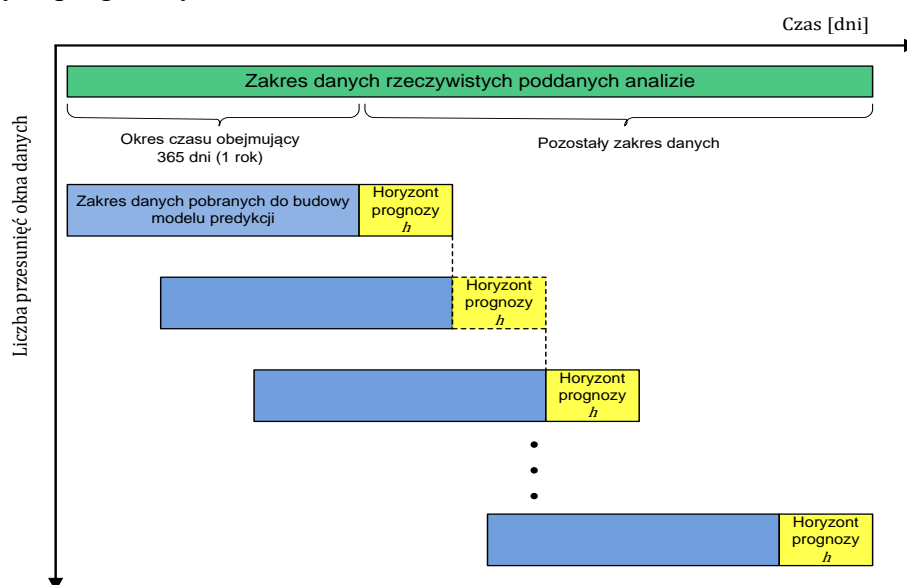 Czas [dni]
Zakres danych rzeczywistych poddanych analizie
Okres czasu obejmujący
365 dni (1 rok)
Pozostały zakres danych
Liczba przesunięć okna danych
Zakres danych pobranych do budowy
modelu predykcji
Horyzont
prognozy
h
Horyzont
prognozy
h
Horyzont
prognozy
h
Horyzont
prognozy
h